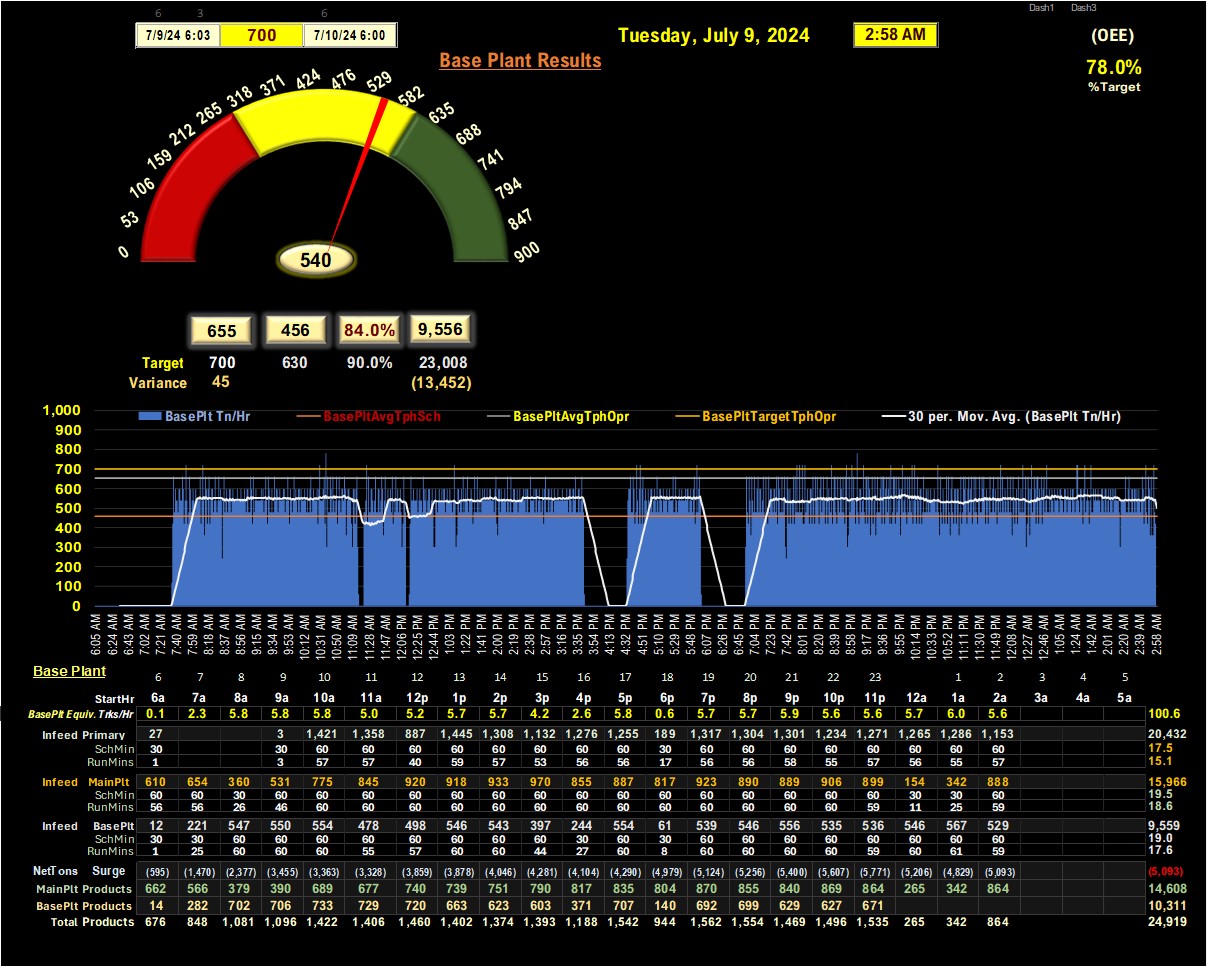 6 3 6 Dash1 Dash3
7/9/24 6:03 700 7/10/24 6:00 Tuesday, July 9, 2024 2:58 AM (OEE)
Base Plant Results 78.0%
%Target
0 53 106 159 212 265 318 371 424 476 529 582 635 688 741 794 847 900
540
655 456 84.0% 9,556
Target 700 630 90.0% 23,008
Variance 45 (13,452)
BasePlt Tn/Hr BasePltAvgTphSch BasePltAvgTphOpr BasePltTargetTphOpr 30 per. Mov. Avg. (BasePlt Tn/Hr)
1,000
900
800
700
600
500
400
300
200
100
0
6:05 AM 6:24 AM 6:43 AM 7:02 AM 7:21 AM 7:40 AM 7:59 AM 8:18 AM 8:37 AM 8:56 AM 9:15 AM 9:34 AM 9:53 AM 10:12 AM 10:31 AM 10:50 AM 11:09 AM 11:28 AM 11:47 AM 12:06 PM 12:25 PM 12:44 PM 1:03 PM 1:22 PM 1:41 PM 2:00 PM 2:19 PM 2:38 PM 2:57 PM 3:16 PM 3:35 PM 3:54 PM 4:13 PM 4:32 PM 4:51 PM 5:10 PM 5:29 PM 5:48 PM 6:07 PM 6:26 PM 6:45 PM 7:04 PM 7:23 PM 7:42 PM 8:01 PM 8:20 PM 8:39 PM 8:58 PM 9:17 PM 9:36 PM 9:55 PM 10:14 PM 10:33 PM 10:52 PM 11:11 PM 11:30 PM 11:49 PM 12:08 AM 12:27 AM 12:46 AM 1:05 AM 1:24 AM 1:43 AM 2:01 AM 2:20 AM 2:39 AM 2:58 AM
Base Plant 6 7 8 9 10 11 12 13 14 15 16 17 18 19 20 21 22 23 1 2 3 4 5
StartHr 6a 7a 8a 9a 10a 11a 12p 1p 2p 3p 4p 5p 6p 7p 8p 9p 10p 11p 12a 1a 2a 3a 4a 5a
BasePlt Equiv. Trks/Hr 0.1 2.3 5.8 5.8 5.8 5.0 5.2 5.7 5.7 4.2 2.6 5.8 0.6 5.7 5.7 5.9 5.6 5.6 5.7 6.0 5.6 100.6
Infeed Primary 27 3 1,421 1,358 887 1,445 1,308 1,132 1,276 1,255 189 1,317 1,304 1,301 1,234 1,271 1,265 1,286 1,153 20,432
SchMin 30 30 60 60 60 60 60 60 60 60 30 60 60 60 60 60 60 60 60 17.5
RunMins 1 3 57 57 40 59 57 53 56 56 17 56 56 58 55 57 56 55 57 15.1
Infeed MainPlt 610 654 360 531 775 845 920 918 933 970 855 887 817 923 890 889 906 899 154 342 888 15,966
SchMin 60 60 30 60 60 60 60 60 60 60 60 60 60 60 60 60 60 60 30 30 60 19.5
RunMins 56 56 26 46 60 60 60 60 60 60 60 60 60 60 60 60 60 59 11 25 59 18.6
Infeed BasePlt 12 221 547 550 554 478 498 546 543 397 244 554 61 539 546 556 535 536 546 567 529 9,559
SchMin 30 30 60 60 60 60 60 60 60 60 30 60 30 60 60 60 60 60 60 60 60 19.0
RunMins 1 25 60 60 60 55 57 60 60 44 27 60 8 60 60 60 60 59 60 61 59 17.6
NetTons Surge (595) (1,470) (2,377) (3,455) (3,363) (3,328) (3,859) (3,878) (4,046) (4,281) (4,104) (4,290) (4,979) (5,124) (5,256) (5,400) (5,607) (5,771) (5,206) (4,829) (5,093) (5,093)
MainPlt Products 662 566 379 390 689 677 740 739 751 790 817 835 804 870 855 840 869 864 265 342 864 14,608
BasePlt Products 14 282 702 706 733 729 720 663 623 603 371 707 140 692 699 629 627 671 10,311
Total Products 676 848 1,081 1,096 1,422 1,406 1,460 1,402 1,374 1,393 1,188 1,542 944 1,562 1,554 1,469 1,496 1,535 265 342 864 24,919